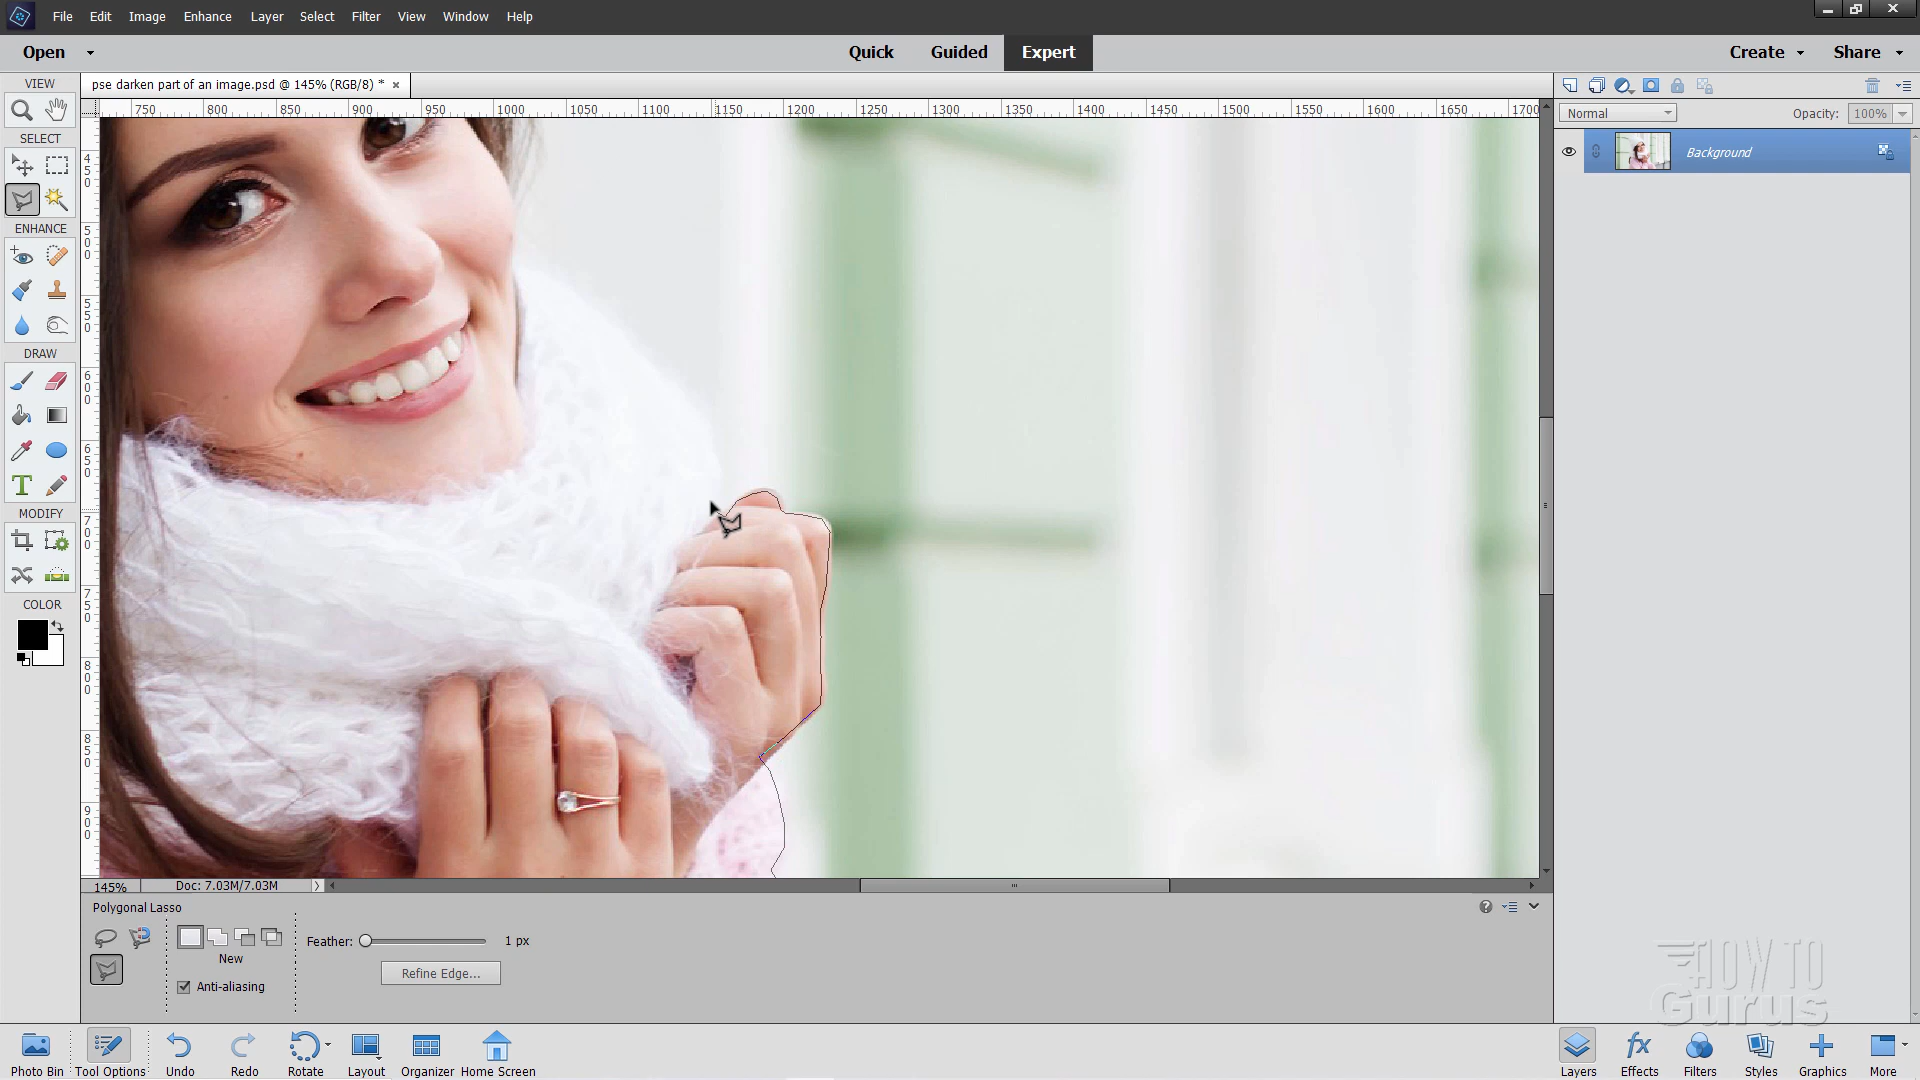 File Edit Image Enhance Layer Select Filter View Window Help
Open Quick Guided Expert Create Share
VIEW
pse darken part of an image.psd @ 145% (RGB/8) * ×
750 800 850 900 950 1000 1050 1100 1150 1200 1250 1300 1350 1400 1450 1500 1550 1600 1650 1700
Normal Opacity: 100%
SELECT
Background
450
500
550
600
650
700
750
800
850
900
ENHANCE
DRAW
T
MODIFY
COLOR
145% Doc: 7.03M/7.03M
Polygonal Lasso
New
Feather: 1 px
Refine Edge...
Anti-aliasing
HOW TO
Gurus
fx
Photo Bin Tool Options Undo Redo Rotate Layout Organizer Home Screen Layers Effects Filters Styles Graphics More